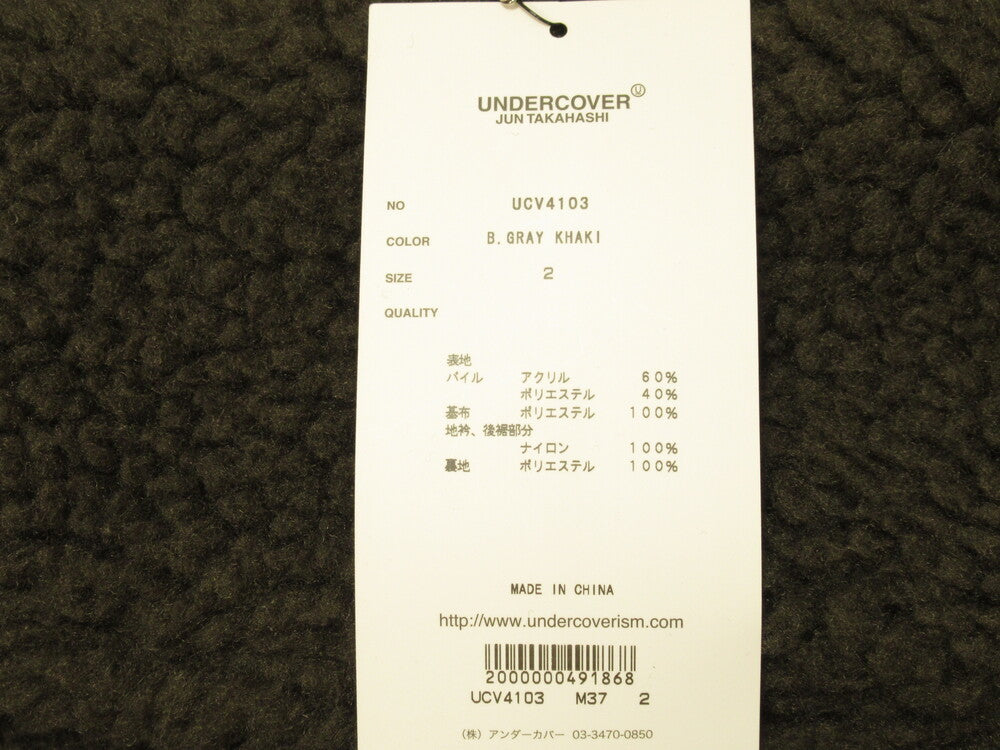 UNDERCOVER Ⓤ
JUN TAKAHASHI
NO UCV4103
COLOR B.GRAY KHAKI
SIZE 2
QUALITY
表地
パイル アクリル 60%
ポリエステル 40%
基布 ポリエステル 100%
地衿、後裾部分
ナイロン 100%
裏地 ポリエステル 100%
MADE IN CHINA
http://www.undercoverism.com
2000000491868
UCV4103 M37 2
(株) アンダーカバー 03-3470-0850